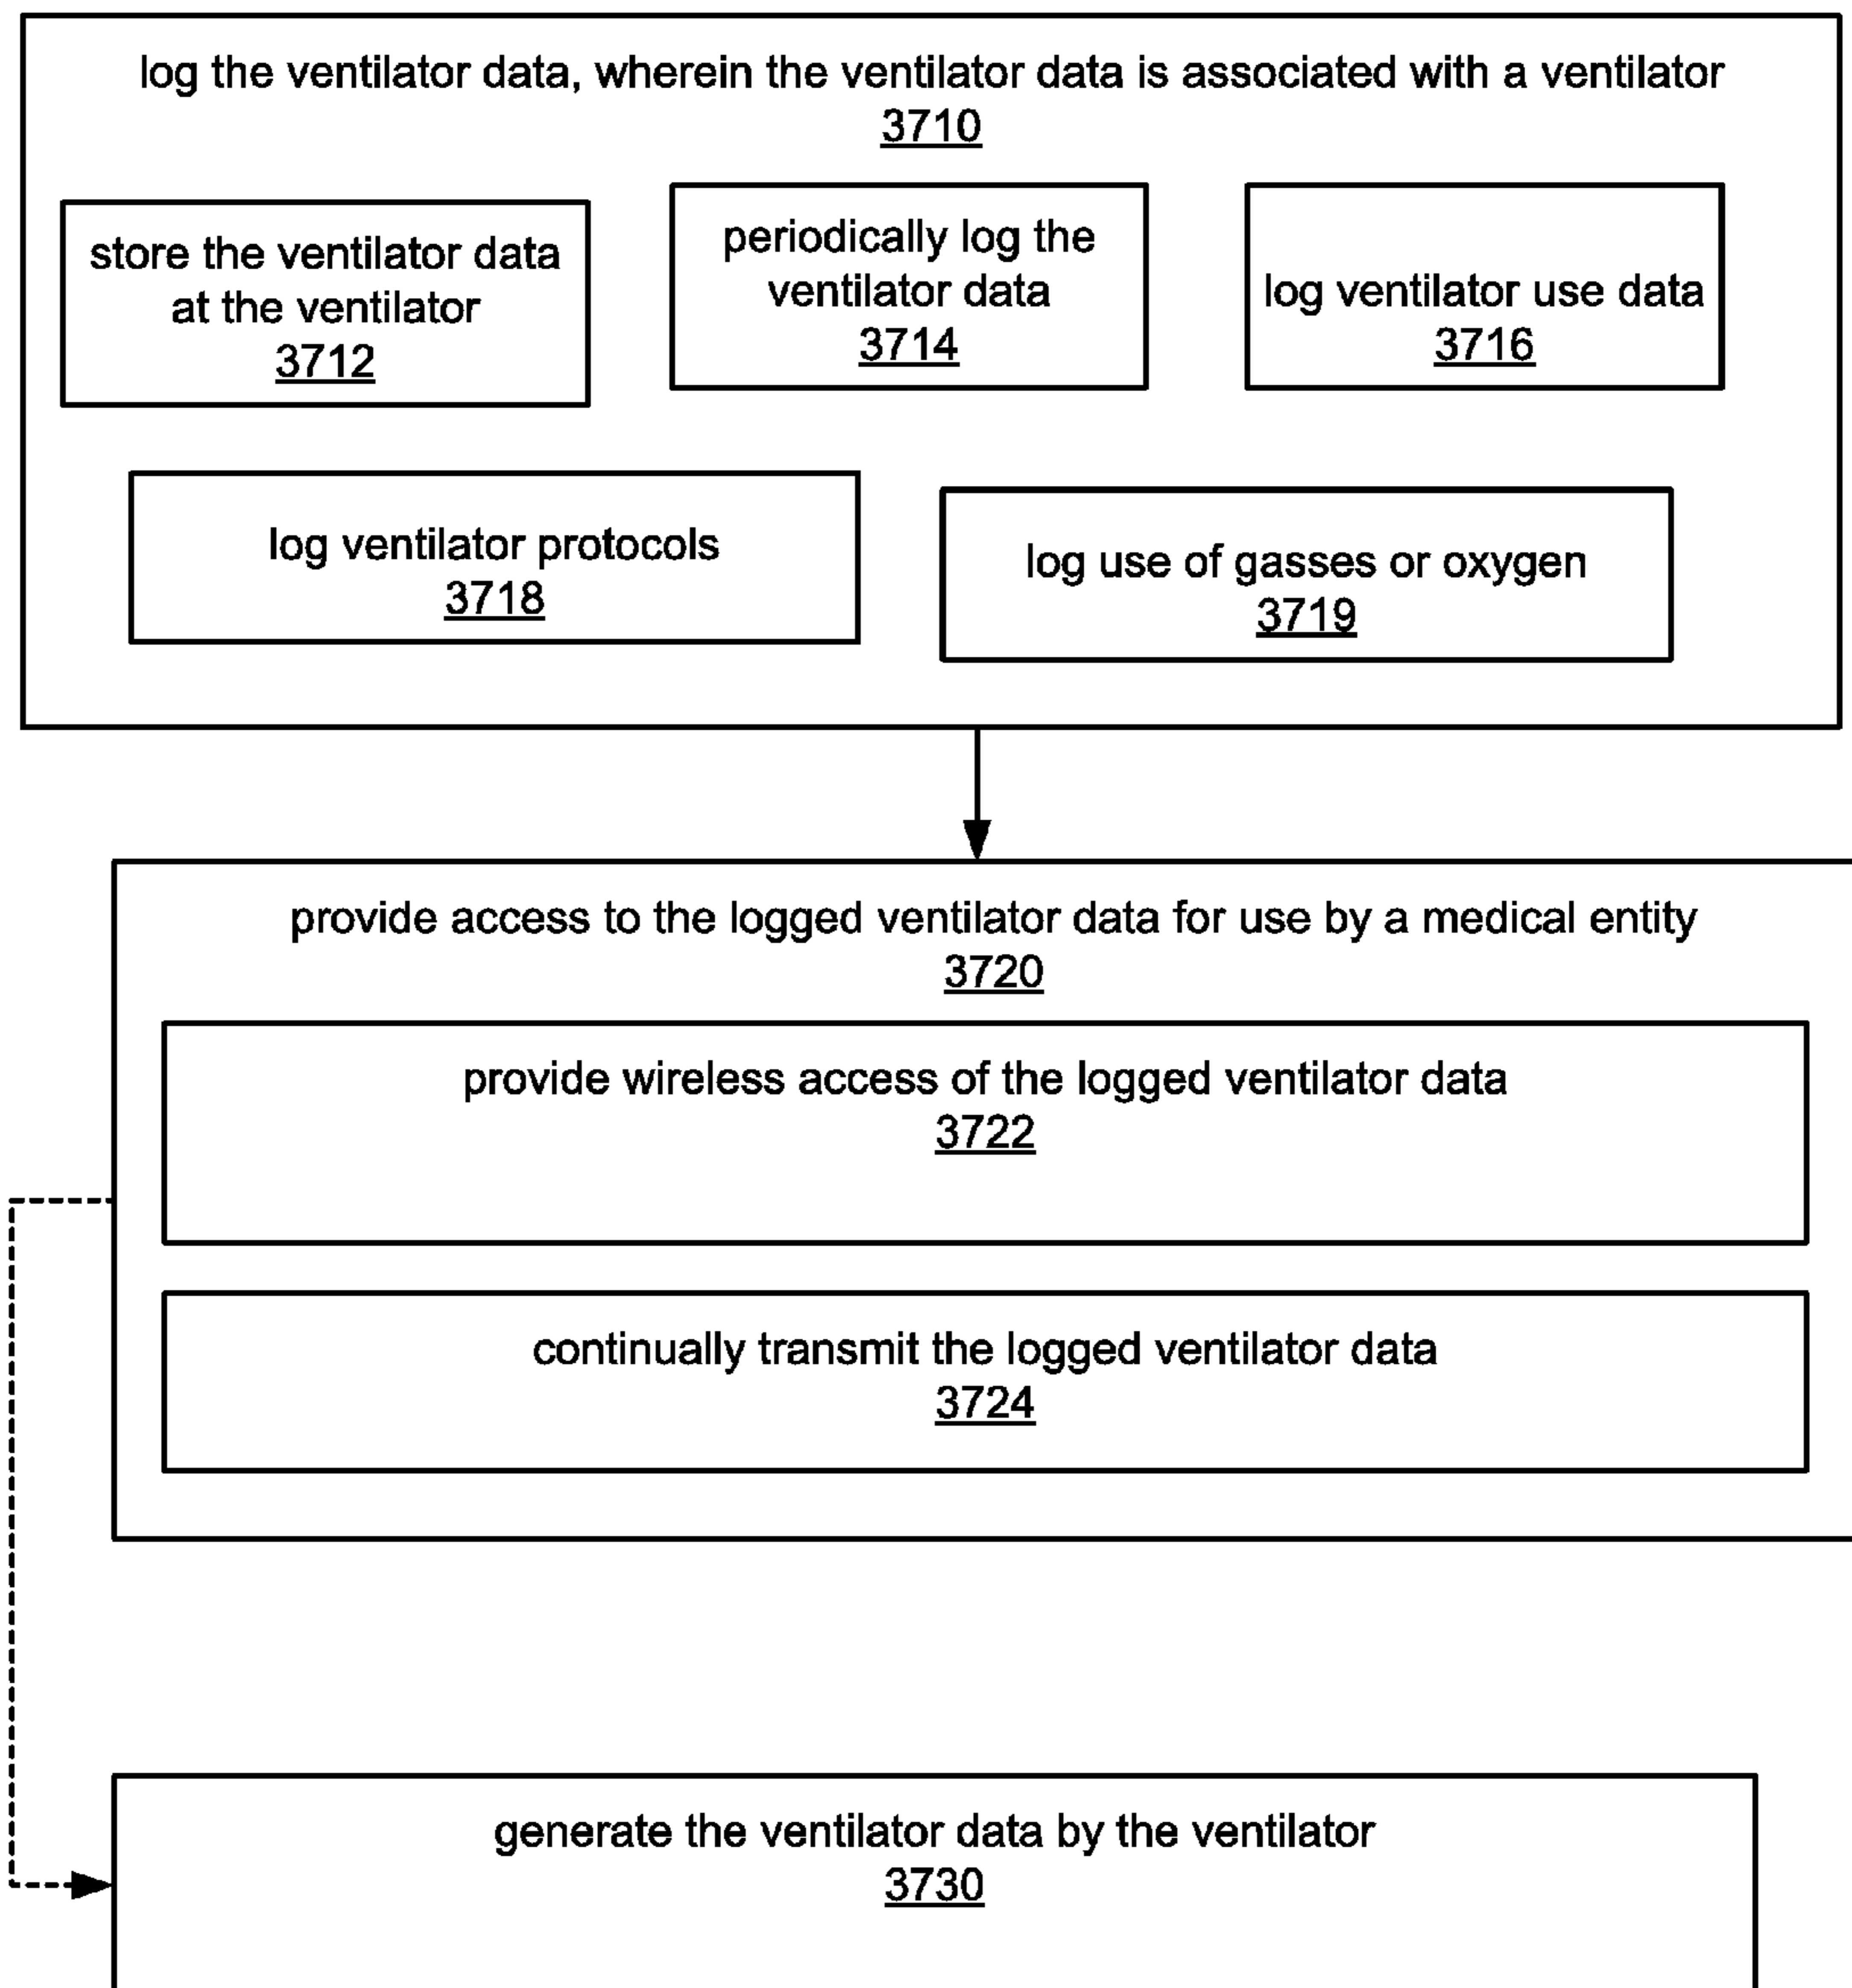 log the ventilator data, wherein the ventilator data is associated with a ventilator
3710
store the ventilator data
at the ventilator
3712
periodically log the
ventilator data
3714
log ventilator use data
3716
log ventilator protocols
3718
log use of gasses or oxygen
3719
provide access to the logged ventilator data for use by a medical entity
3720
provide wireless access of the logged ventilator data
3722
continually transmit the logged ventilator data
3724
generate the ventilator data by the ventilator
3730